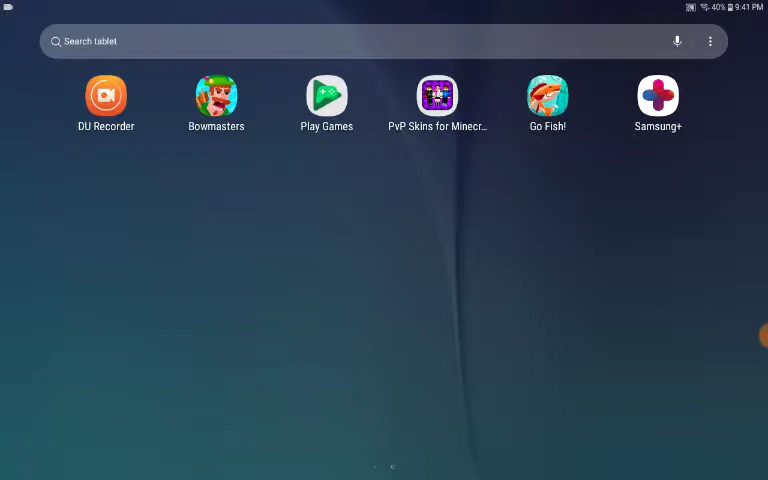 40% 9:41 PM
Search tablet
DU Recorder
Bowmasters
Play Games
PvP Skins for Minecr...
Go Fish!
Samsung+